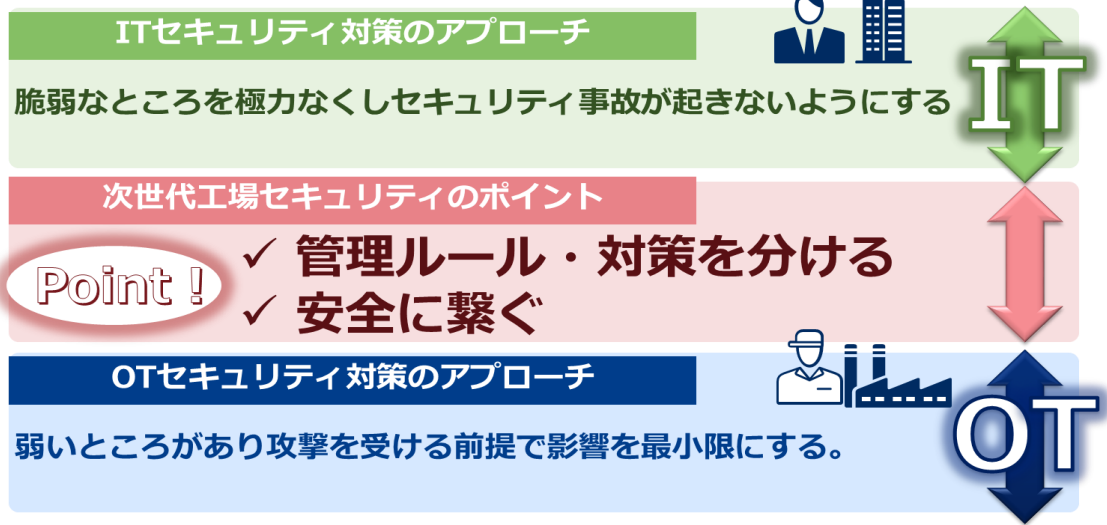 ITセキュリティ対策のアプローチ
脆弱なところを極力なくしセキュリティ事故が起きないようにする
IT
次世代工場セキュリティのポイント
Point！
✓ 管理ルール・対策を分ける
✓ 安全に繋ぐ
OTセキュリティ対策のアプローチ
弱いところがあり攻撃を受ける前提で影響を最小限にする。
OT